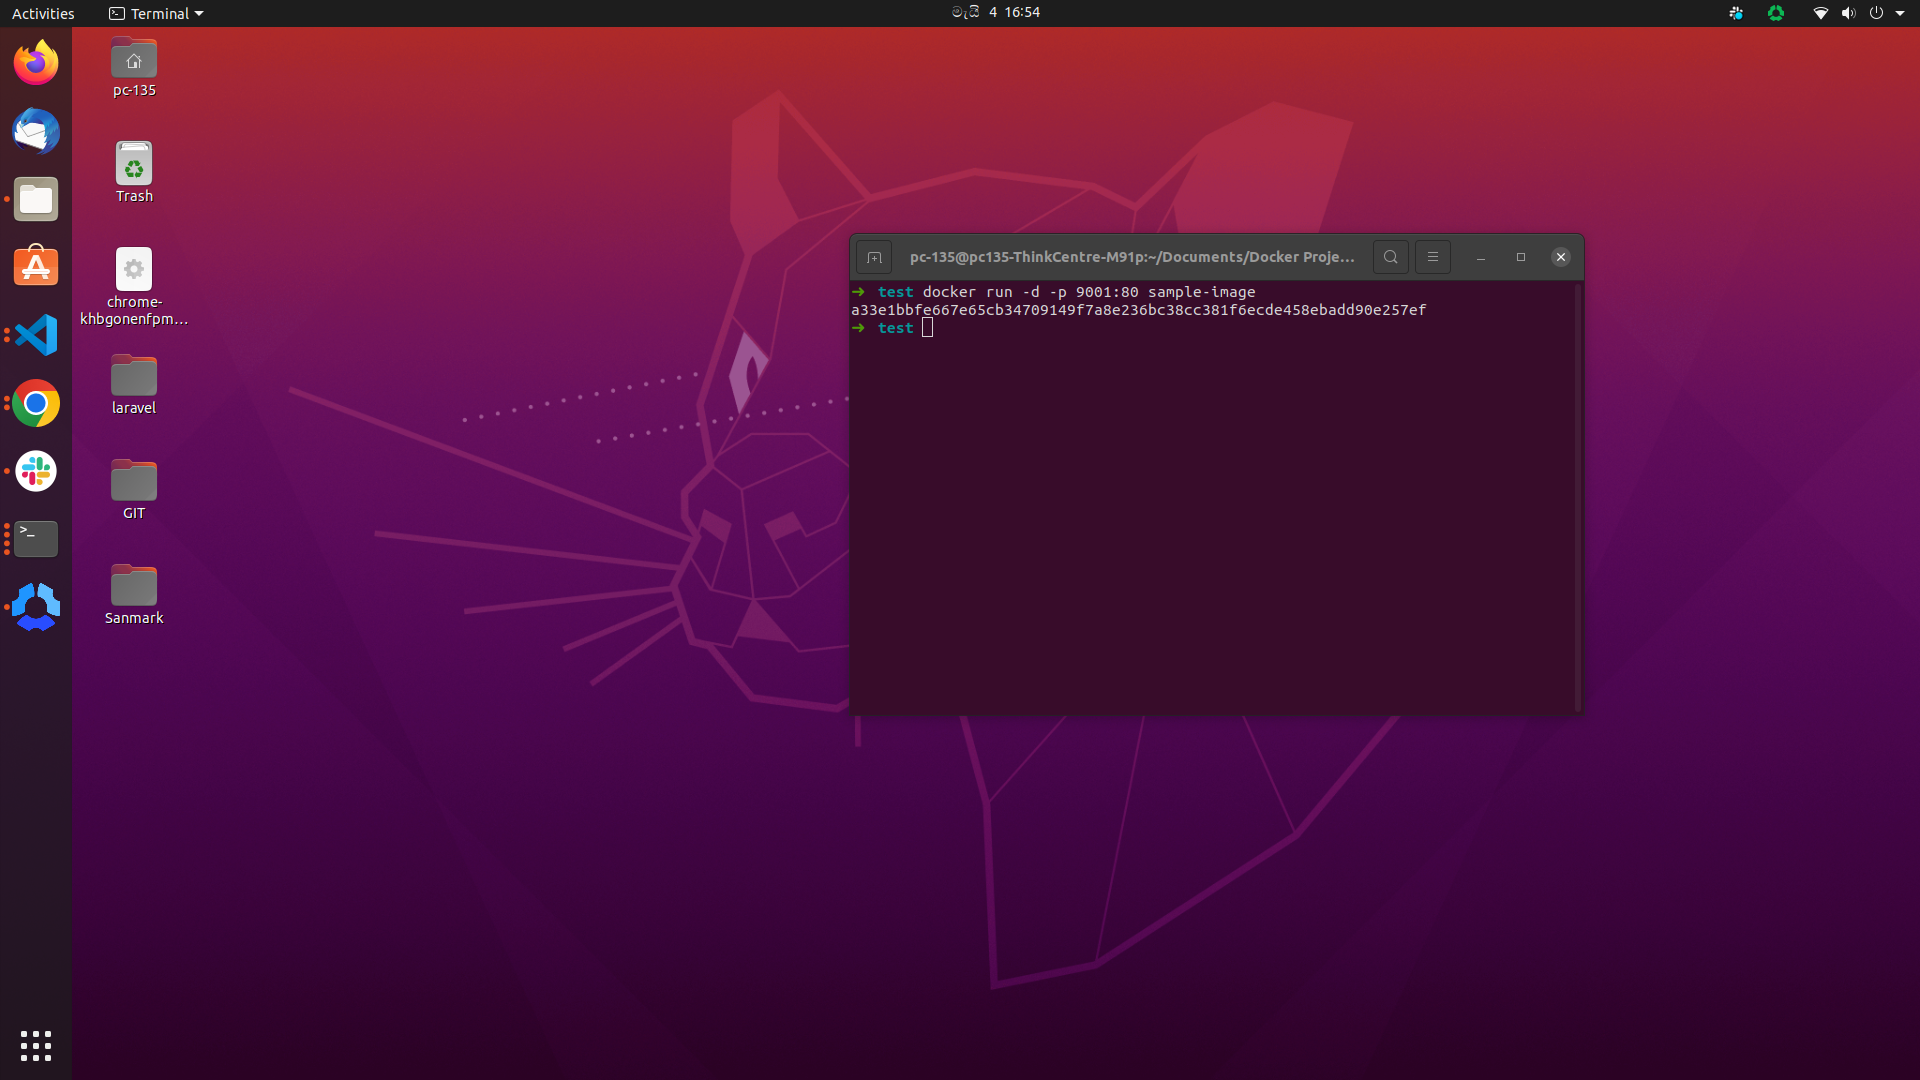 Activities
Terminal
මැයි 4 16:54
pc-135
Trash
chrome-
khbgonenfpm...
laravel
GIT
Sanmark
pc-135@pc135-ThinkCentre-M91p:~/Documents/Docker Proje...
➜ test docker run -d -p 9001:80 sample-image
a33e1bbfe667e65cb34709149f7a8e236bc38cc381f6ecde458ebadd90e257ef
➜ test